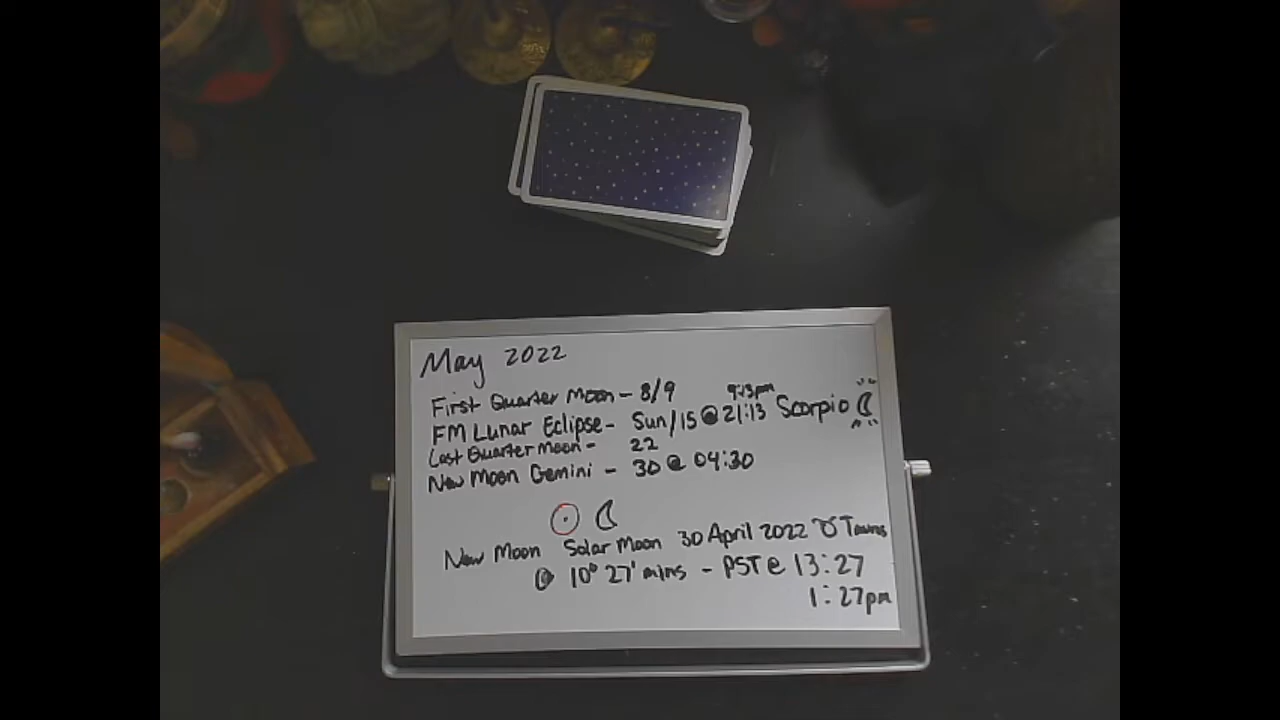 May 2022
First Quarter Moon - 8/9
9:13pm
FM Lunar Eclipse - Sun/15 @ 21:13 Scorpio
Last Quarter Moon - 22
New Moon Gemini - 30 @ 04:30
New Moon Solar Moon 30 April 2022 ♉ Taurus
@ 10° 27' mins - PST @ 13:27
1:27pm